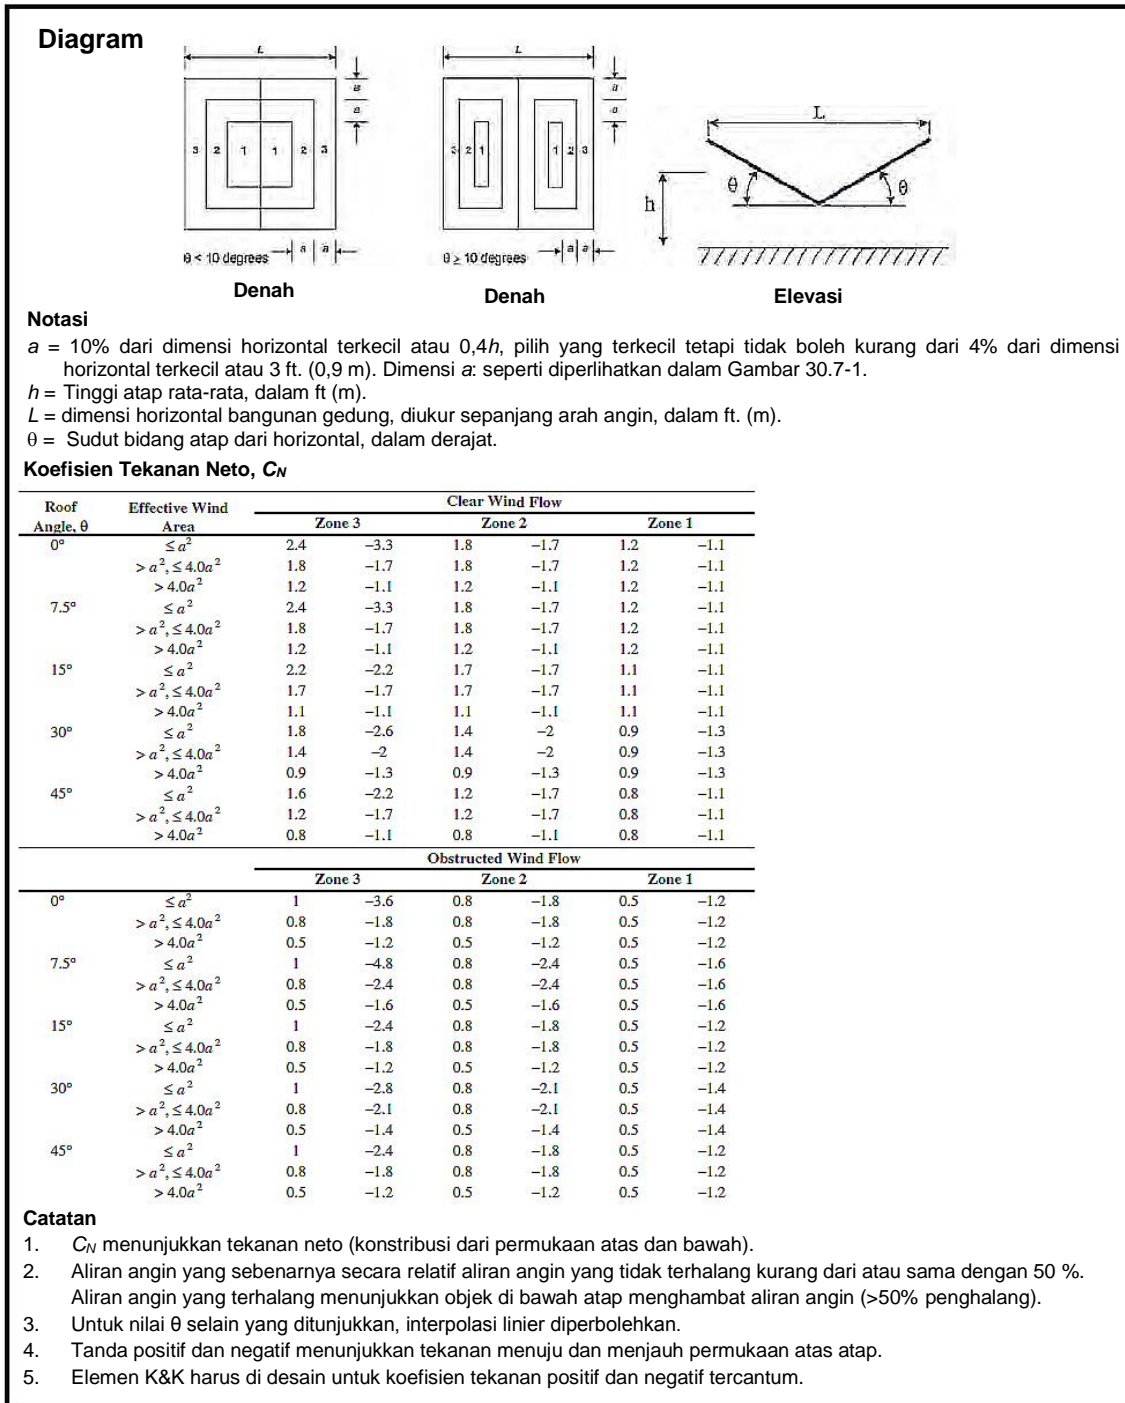 Diagram
L
L
a
a
a
a
L
3 2 1 1 2 3
3 2 1 1 2 3
θ θ
h
θ < 10 degrees a a
θ ≥ 10 degrees a a
Denah Denah Elevasi
Notasi
a = 10% dari dimensi horizontal terkecil atau 0,4h, pilih yang terkecil tetapi tidak boleh kurang dari 4% dari dimensi
horizontal terkecil atau 3 ft. (0,9 m). Dimensi a: seperti diperlihatkan dalam Gambar 30.7-1.
h = Tinggi atap rata-rata, dalam ft (m).
L = dimensi horizontal bangunan gedung, diukur sepanjang arah angin, dalam ft. (m).
θ = Sudut bidang atap dari horizontal, dalam derajat.
Koefisien Tekanan Neto, CN
Roof Angle, θ Effective Wind Area Clear Wind Flow
Zone 3 Zone 2 Zone 1
0° ≤ a² 2.4 −3.3 1.8 −1.7 1.2 −1.1
> a², ≤ 4.0a² 1.8 −1.7 1.8 −1.7 1.2 −1.1
> 4.0a² 1.2 −1.1 1.2 −1.1 1.2 −1.1
7.5° ≤ a² 2.4 −3.3 1.8 −1.7 1.2 −1.1
> a², ≤ 4.0a² 1.8 −1.7 1.8 −1.7 1.2 −1.1
> 4.0a² 1.2 −1.1 1.2 −1.1 1.2 −1.1
15° ≤ a² 2.2 −2.2 1.7 −1.7 1.1 −1.1
> a², ≤ 4.0a² 1.7 −1.7 1.7 −1.7 1.1 −1.1
> 4.0a² 1.1 −1.1 1.1 −1.1 1.1 −1.1
30° ≤ a² 1.8 −2.6 1.4 −2 0.9 −1.3
> a², ≤ 4.0a² 1.4 −2 1.4 −2 0.9 −1.3
> 4.0a² 0.9 −1.3 0.9 −1.3 0.9 −1.3
45° ≤ a² 1.6 −2.2 1.2 −1.7 0.8 −1.1
> a², ≤ 4.0a² 1.2 −1.7 1.2 −1.7 0.8 −1.1
> 4.0a² 0.8 −1.1 0.8 −1.1 0.8 −1.1
Obstructed Wind Flow
Zone 3 Zone 2 Zone 1
0° ≤ a² 1 −3.6 0.8 −1.8 0.5 −1.2
> a², ≤ 4.0a² 0.8 −1.8 0.8 −1.8 0.5 −1.2
> 4.0a² 0.5 −1.2 0.5 −1.2 0.5 −1.2
7.5° ≤ a² 1 −4.8 0.8 −2.4 0.5 −1.6
> a², ≤ 4.0a² 0.8 −2.4 0.8 −2.4 0.5 −1.6
> 4.0a² 0.5 −1.6 0.5 −1.6 0.5 −1.6
15° ≤ a² 1 −2.4 0.8 −1.8 0.5 −1.2
> a², ≤ 4.0a² 0.8 −1.8 0.8 −1.8 0.5 −1.2
> 4.0a² 0.5 −1.2 0.5 −1.2 0.5 −1.2
30° ≤ a² 1 −2.8 0.8 −2.1 0.5 −1.4
> a², ≤ 4.0a² 0.8 −2.1 0.8 −2.1 0.5 −1.4
> 4.0a² 0.5 −1.4 0.5 −1.4 0.5 −1.4
45° ≤ a² 1 −2.4 0.8 −1.8 0.5 −1.2
> a², ≤ 4.0a² 0.8 −1.8 0.8 −1.8 0.5 −1.2
> 4.0a² 0.5 −1.2 0.5 −1.2 0.5 −1.2
Catatan
1. CN menunjukkan tekanan neto (konstribusi dari permukaan atas dan bawah).
2. Aliran angin yang sebenarnya secara relatif aliran angin yang tidak terhalang kurang dari atau sama dengan 50 %.
Aliran angin yang terhalang menunjukkan objek di bawah atap menghambat aliran angin (>50% penghalang).
3. Untuk nilai θ selain yang ditunjukkan, interpolasi linier diperbolehkan.
4. Tanda positif dan negatif menunjukkan tekanan menuju dan menjauh permukaan atas atap.
5. Elemen K&K harus di desain untuk koefisien tekanan positif dan negatif tercantum.